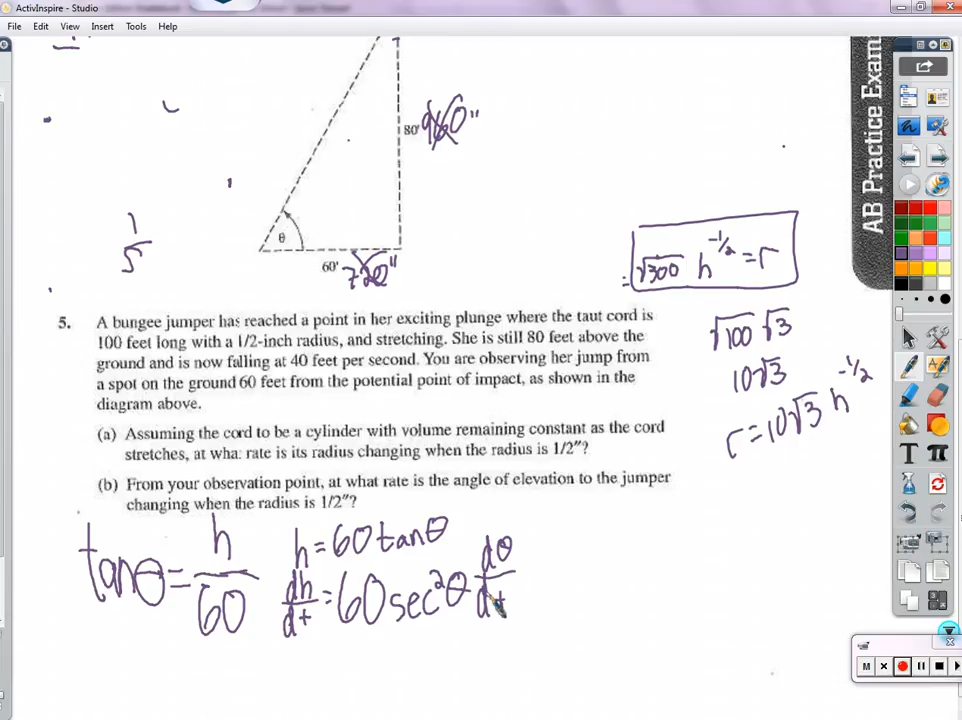 ActivInspire - Studio
File Edit View Insert Tools Help
80'
θ
60'
720"
1
5
√300 h^-1/2 = r
=
√100 √3
10√3
r = 10√3 h^-1/2
AB Practice Exam
5. A bungee jumper has reached a point in her exciting plunge where the taut cord is
100 feet long with a 1/2-inch radius, and stretching. She is still 80 feet above the
ground and is now falling at 40 feet per second. You are observing her jump from
a spot on the ground 60 feet from the potential point of impact, as shown in the
diagram above.
(a) Assuming the cord to be a cylinder with volume remaining constant as the cord
stretches, at wha: rate is its radius changing when the radius is 1/2"?
(b) From your observation point, at what rate is the angle of elevation to the jumper
changing when the radius is 1/2"?
tanθ = h/60
h = 60 tanθ
dh/dt = 60 sec²θ dθ/dt
M
T